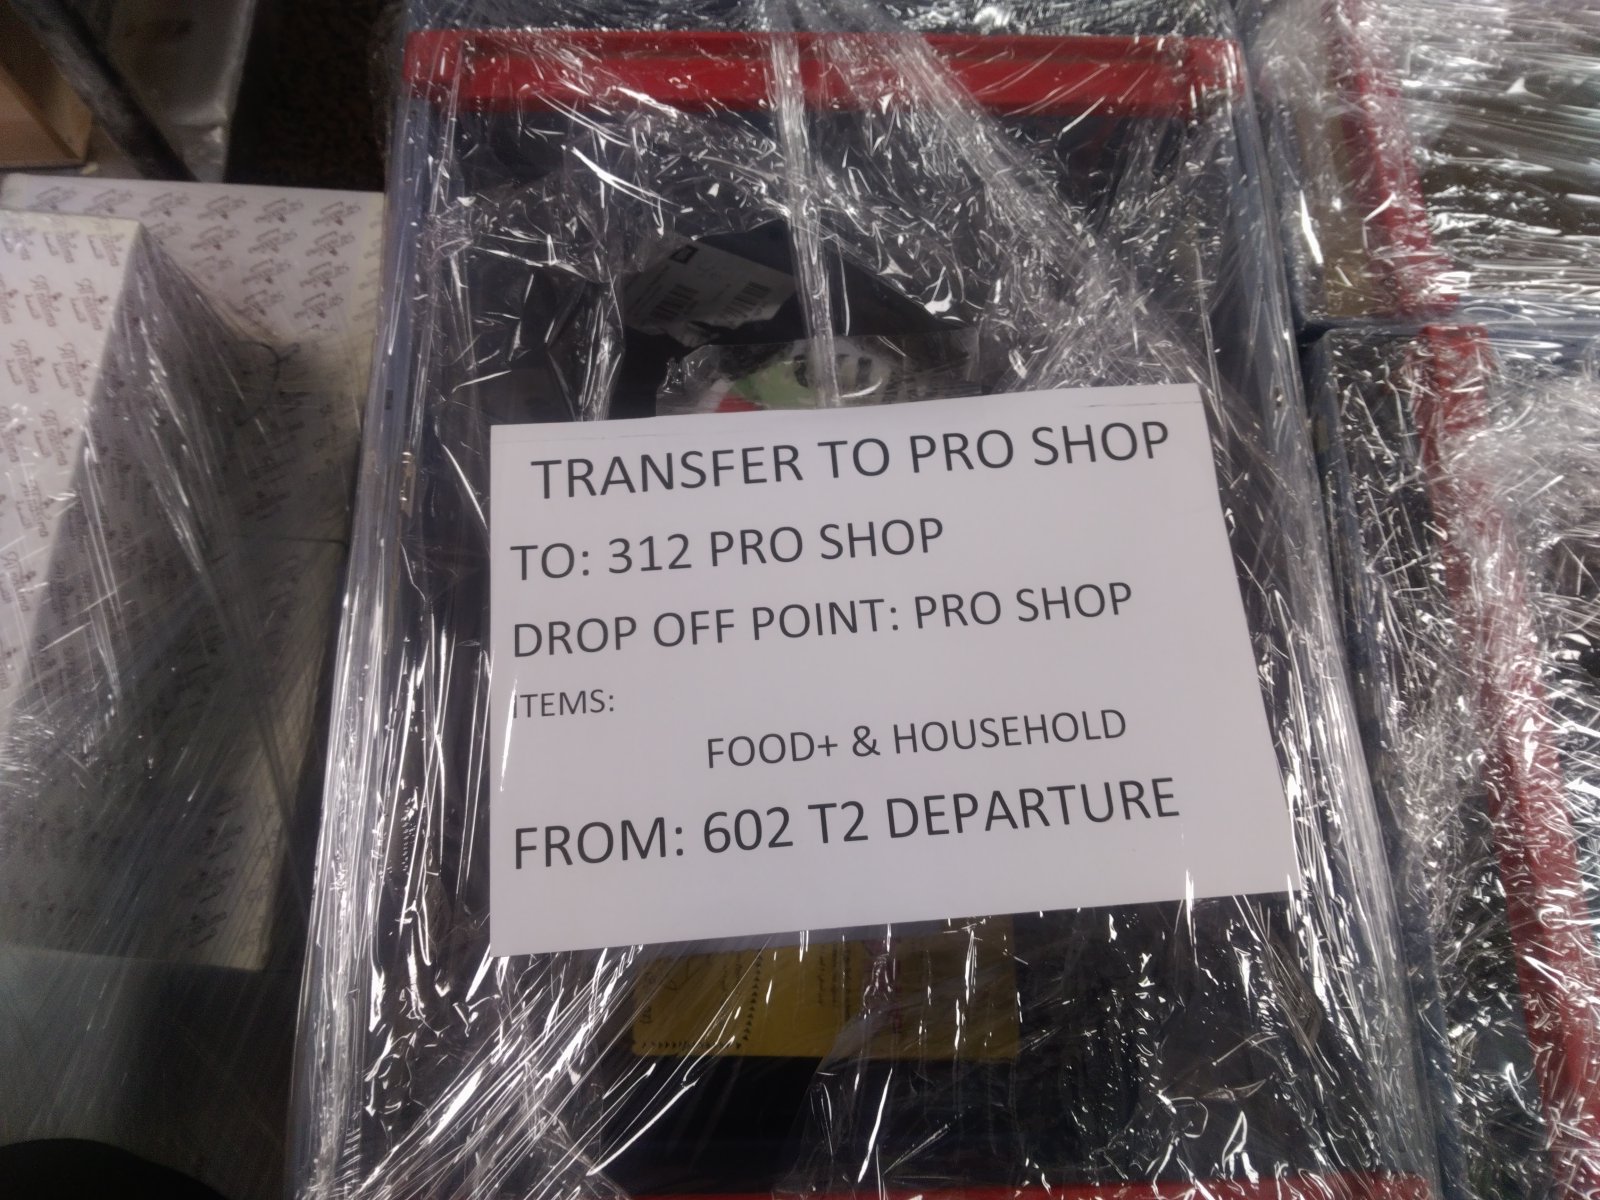 TRANSFER TO PRO SHOP
TO: 312 PRO SHOP
DROP OFF POINT: PRO SHOP
ITEMS:
FOOD+ & HOUSEHOLD
FROM: 602 T2 DEPARTURE